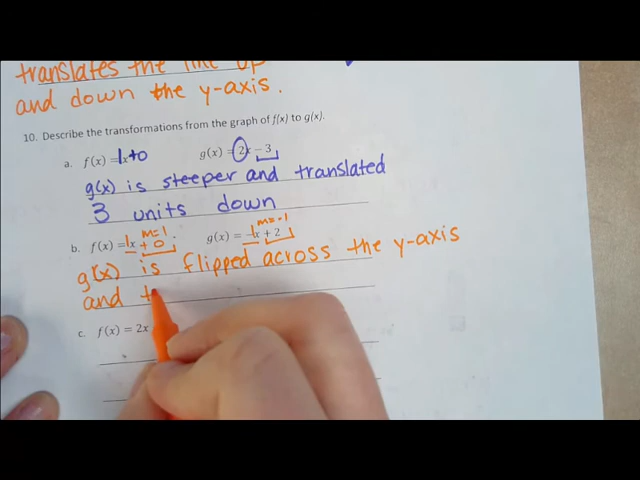 translates the line up
and down the y-axis.
10. Describe the transformations from the graph of f(x) to g(x).
a. f(x) = 1x+0 g(x) = 2x − 3
g(x) is steeper and translated
3 units down
m=1 m=-1
b. f(x) = 1x + 0 g(x) = -1x + 2
g(x) is flipped across the y-axis
and t
c. f(x) = 2x